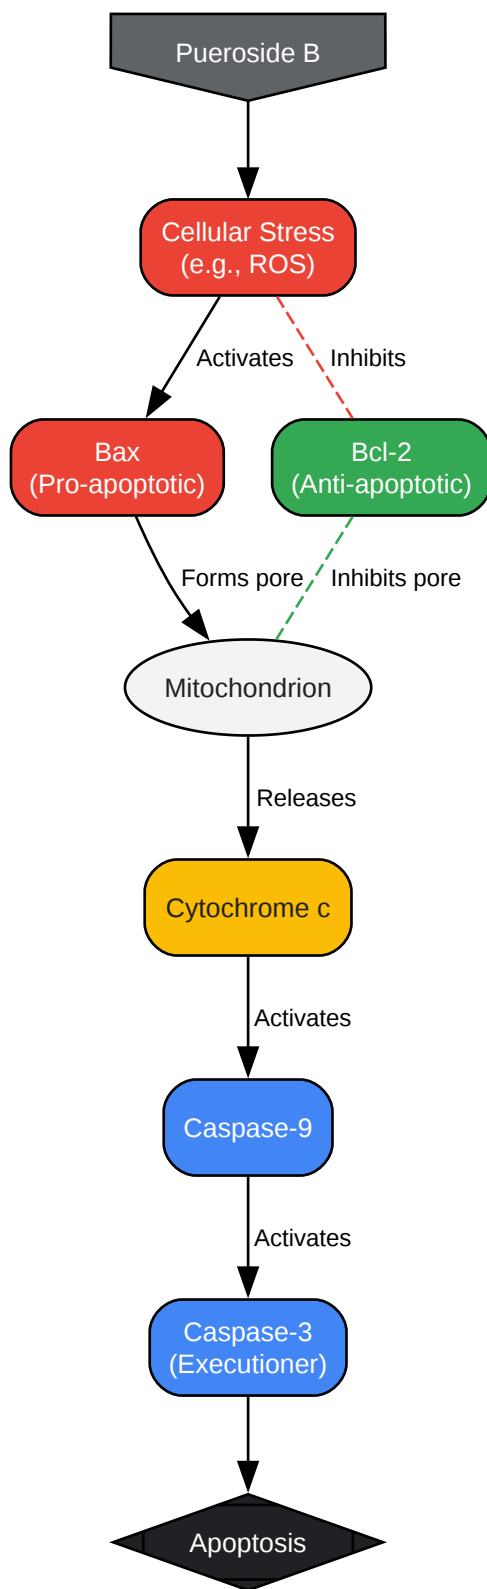 Pueroside B
Cellular Stress
(e.g., ROS)
Activates
Inhibits
Bax
(Pro-apoptotic)
Bcl-2
(Anti-apoptotic)
Forms pore
Inhibits pore
Mitochondrion
Releases
Cytochrome c
Activates
Caspase-9
Activates
Caspase-3
(Executioner)
Apoptosis